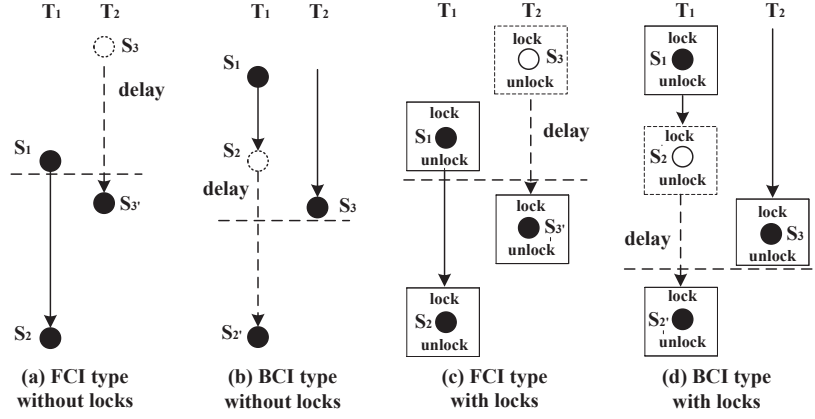 T1 T2
S3
delay
S1
S3'
S2
(a) FCI type
without locks
T1 T2
S1
S2
delay
S3
S2'
(b) BCI type
without locks
T1 T2
lock
S3
unlock
lock
S1
unlock
delay
lock
S3'
unlock
lock
S2
unlock
(c) FCI type
with locks
T1 T2
lock
S1
unlock
lock
S2
unlock
lock
S3
unlock
delay
lock
S2'
unlock
(d) BCI type
with locks